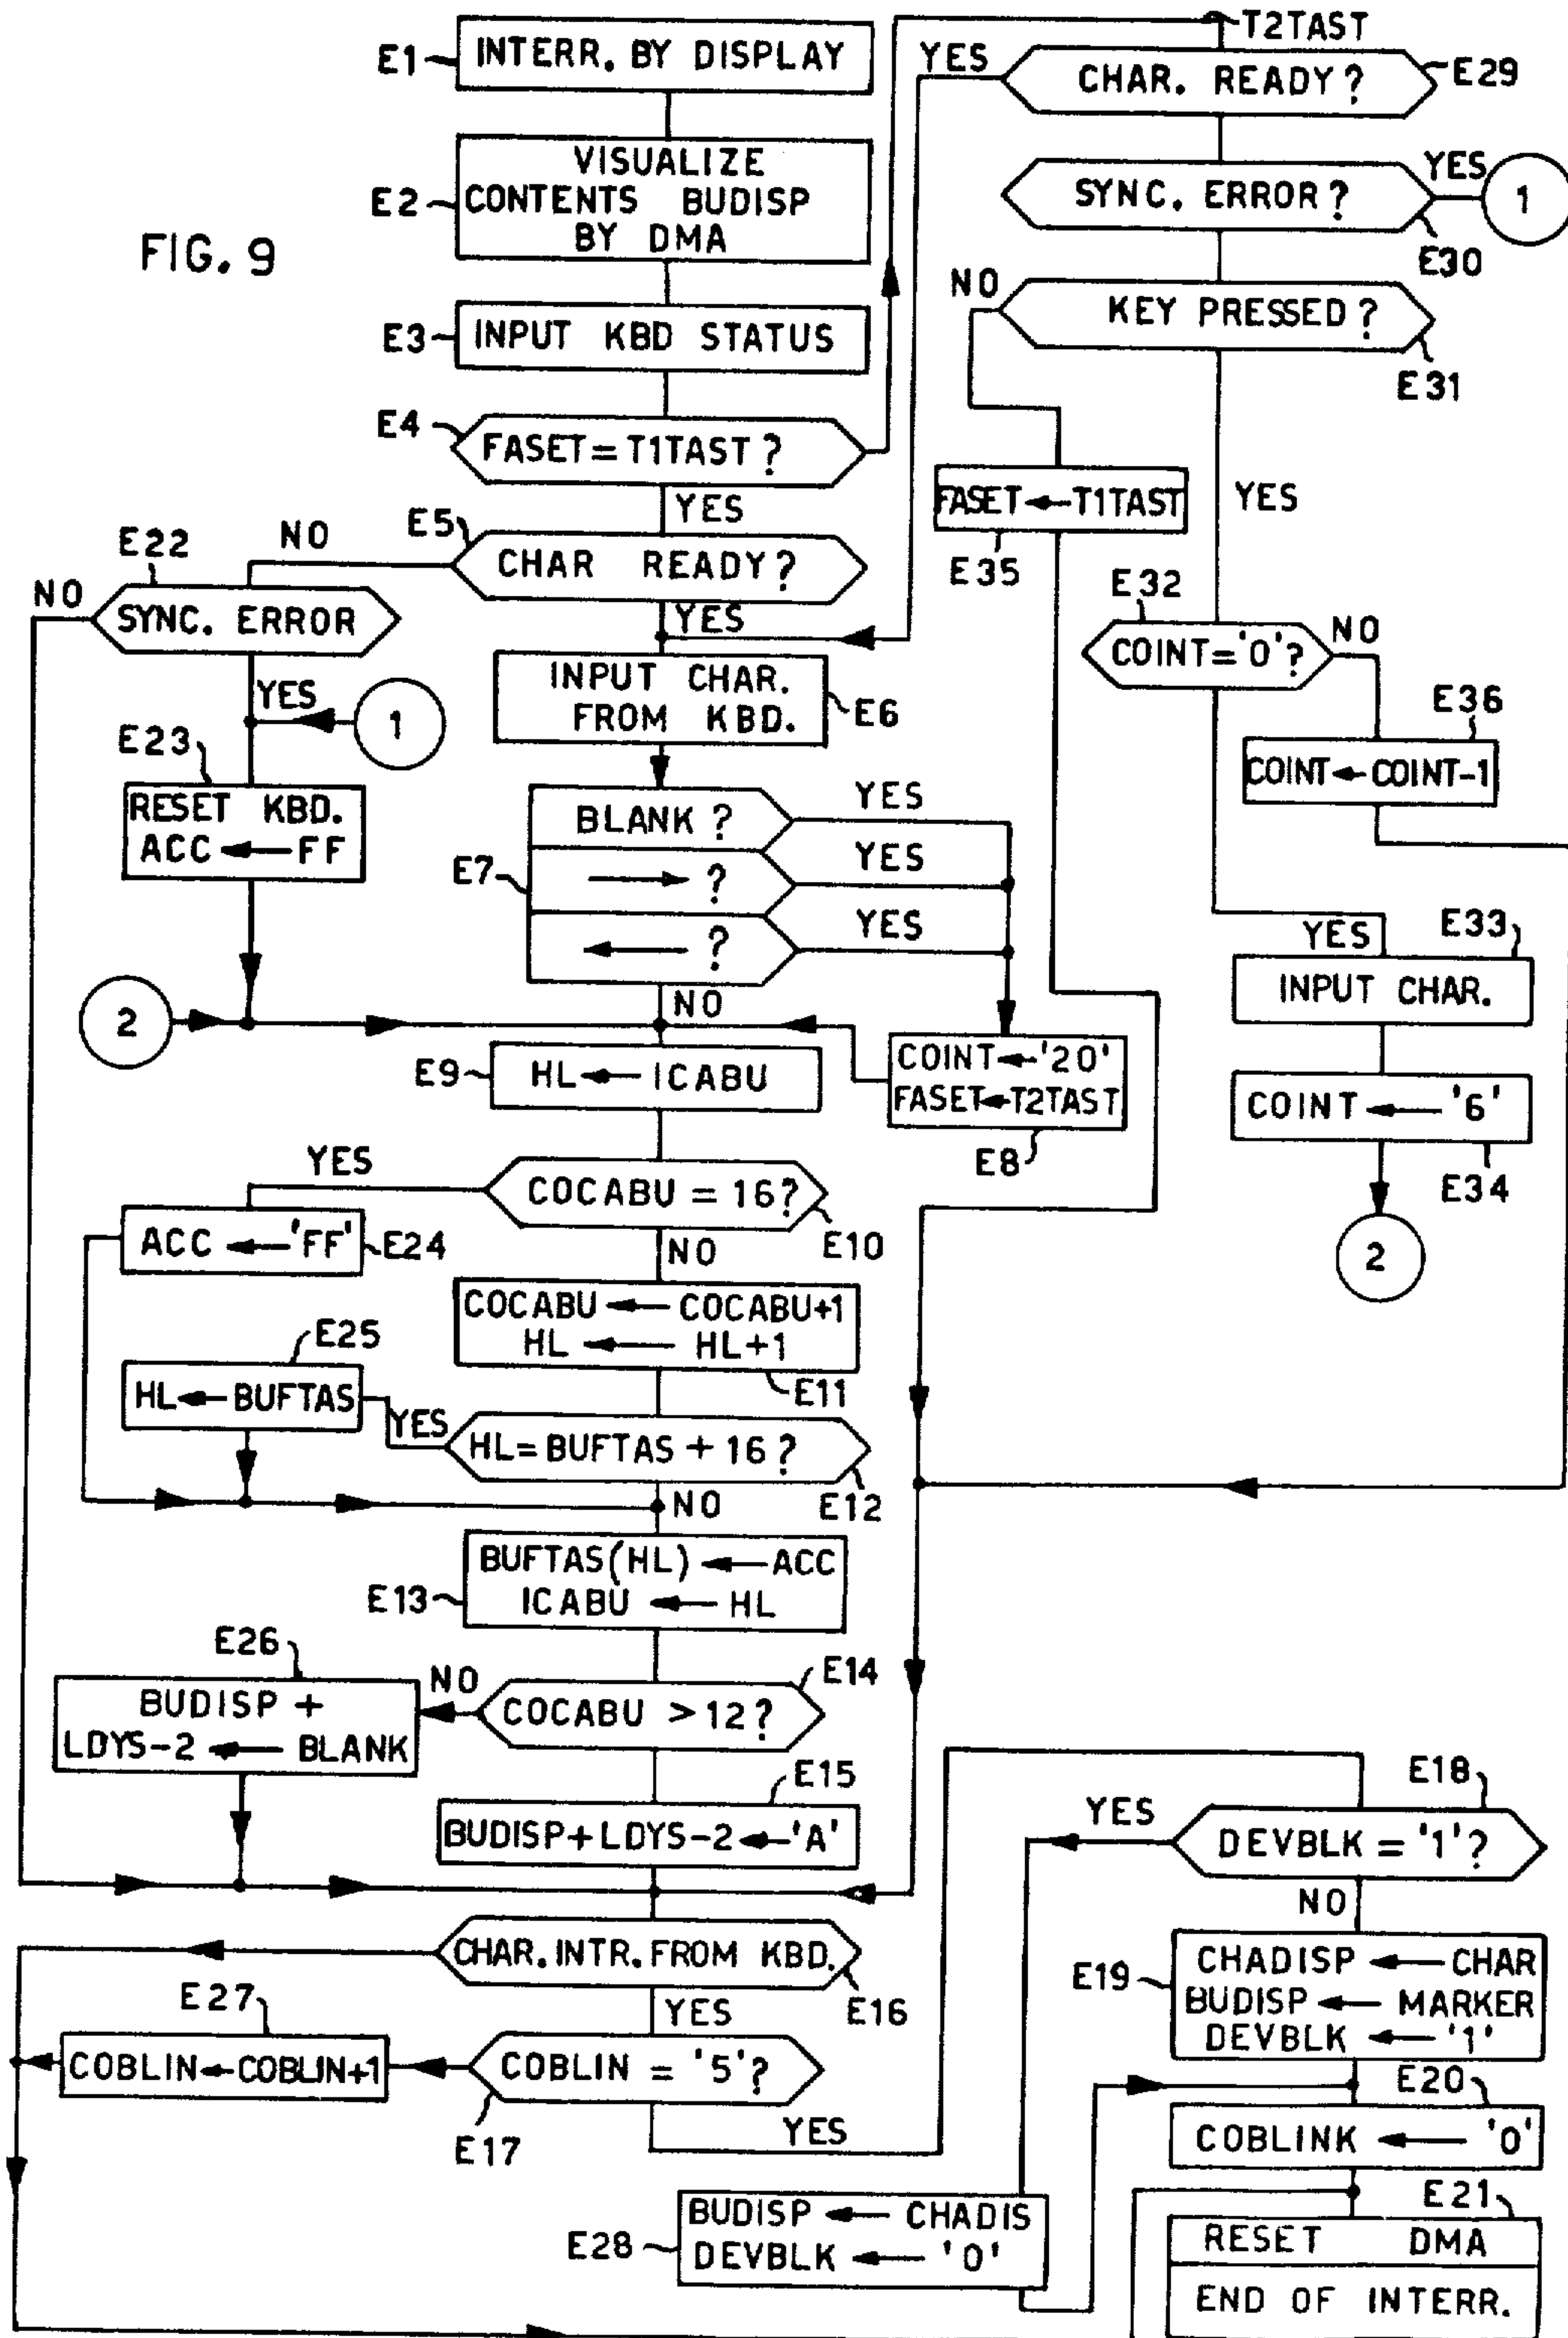 FIG. 9
E1
INTERR. BY DISPLAY
E2
VISUALIZE
CONTENTS BUDISP
BY DMA
E3
INPUT KBD STATUS
E4
FASET=T1TAST?
YES
E5
CHAR READY?
NO
YES
E22
SYNC. ERROR
NO
YES
1
E23
RESET KBD.
ACC ← FF
2
INPUT CHAR.
FROM KBD.
E6
E7
BLANK ?
YES
→ ?
YES
← ?
YES
NO
COINT←'20'
FASET←T2TAST
E8
E9
HL ← ICABU
COCABU = 16?
E10
YES
NO
ACC ← 'FF'
E24
COCABU ← COCABU+1
HL ← HL+1
E11
E25
HL←BUFTAS
YES
HL=BUFTAS + 16?
E12
NO
E13
BUFTAS(HL) ← ACC
ICABU ← HL
E14
COCABU > 12?
NO
E26
BUDISP +
LDYS-2 ← BLANK
E15
BUDISP+LDYS-2←'A'
CHAR.INTR.FROM KBD.
E16
YES
E27
COBLIN←COBLIN+1
COBLIN = '5'?
E17
YES
T2TAST
YES
CHAR. READY?
E29
SYNC. ERROR?
YES
1
E30
NO
KEY PRESSED?
E31
YES
FASET←T1TAST
E35
E32
COINT='0'?
NO
E36
COINT←COINT-1
YES
E33
INPUT CHAR.
COINT ← '6'
E34
2
E18
DEVBLK = '1'?
YES
NO
E19
CHADISP ← CHAR
BUDISP ← MARKER
DEVBLK ← '1'
E20
COBLINK ← '0'
E28
BUDISP ← CHADIS
DEVBLK ← '0'
E21
RESET DMA
END OF INTERR.